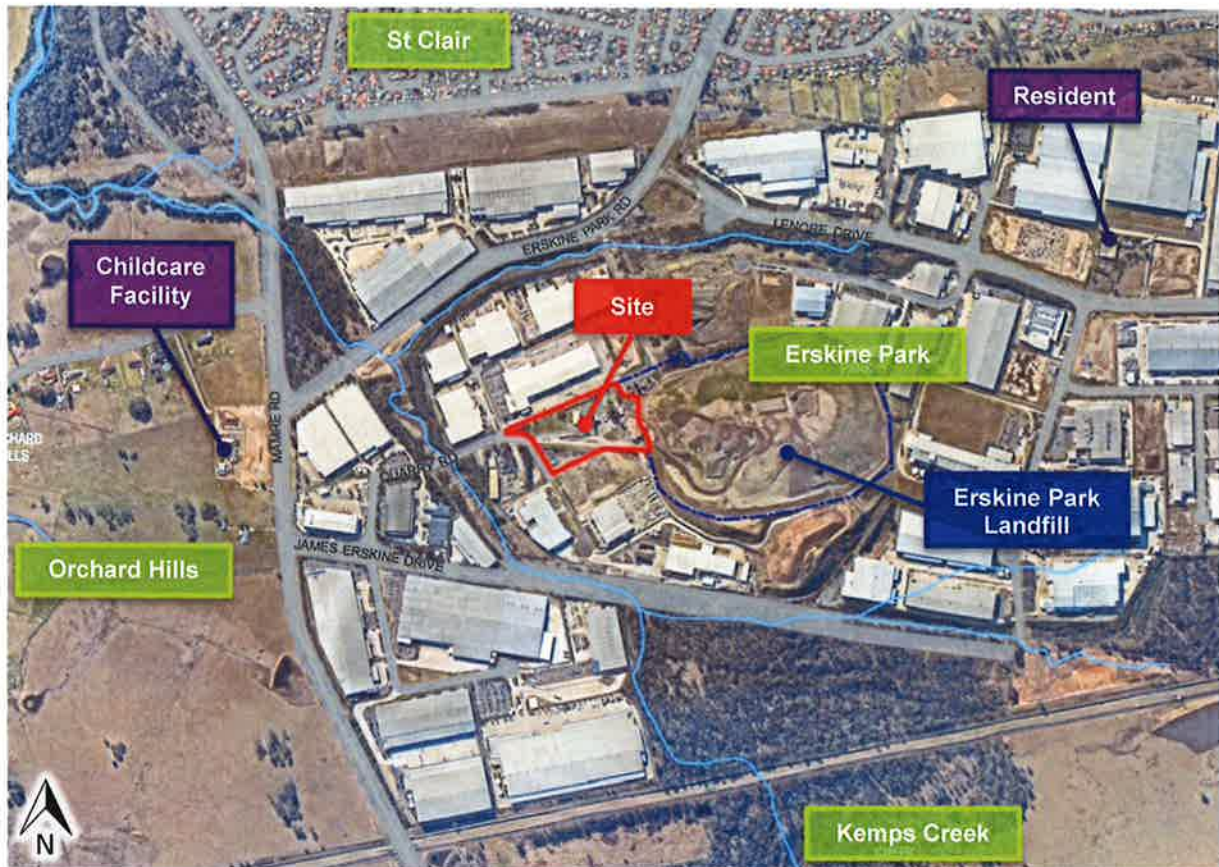 St Clair
Resident
LENORE DRIVE
ERSKINE PARK RD
Childcare
Facility
Site
Erskine Park
MAMRE RD
QUARRY RD
Erskine Park
Landfill
JAMES ERSKINE DRIVE
Orchard Hills
Kemps Creek
N